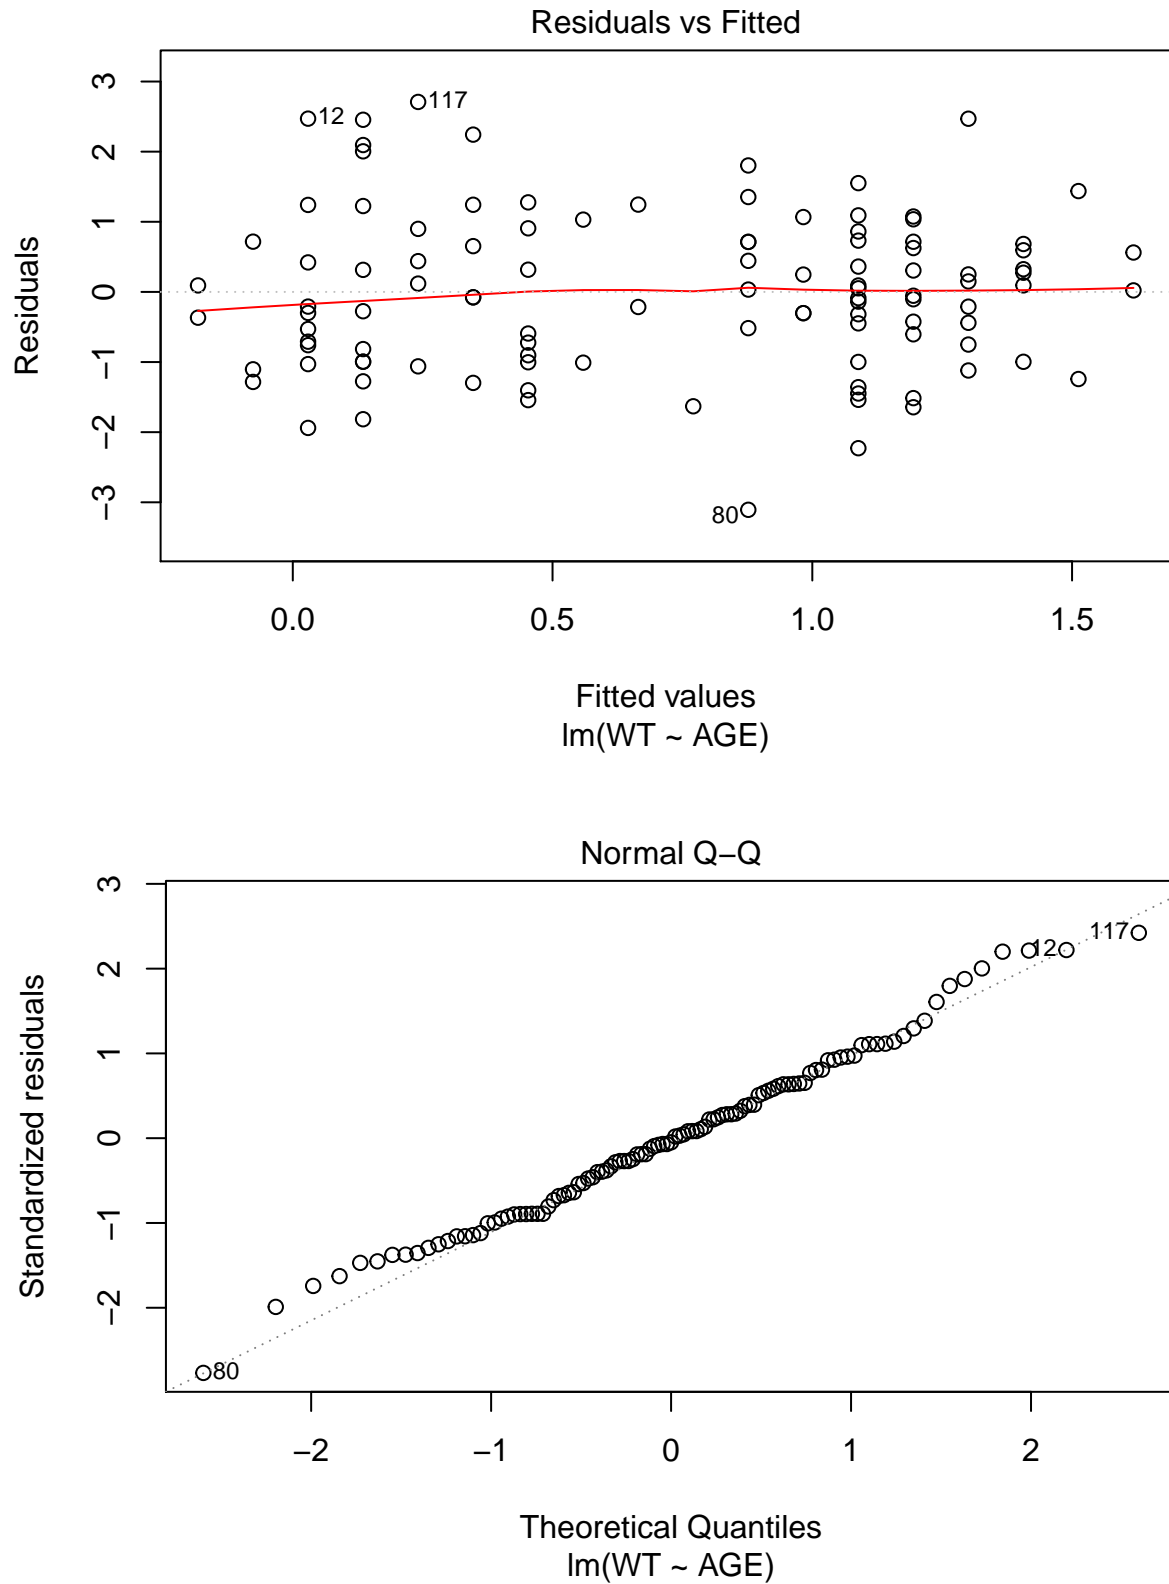 Residuals vs Fitted
3
2
1
0
−1
−2
−3
Residuals
12
117
80
0.0 0.5 1.0 1.5
Fitted values
lm(WT ~ AGE)
Normal Q−Q
3
2
1
0
−1
−2
Standardized residuals
117
12
80
−2 −1 0 1 2
Theoretical Quantiles
lm(WT ~ AGE)